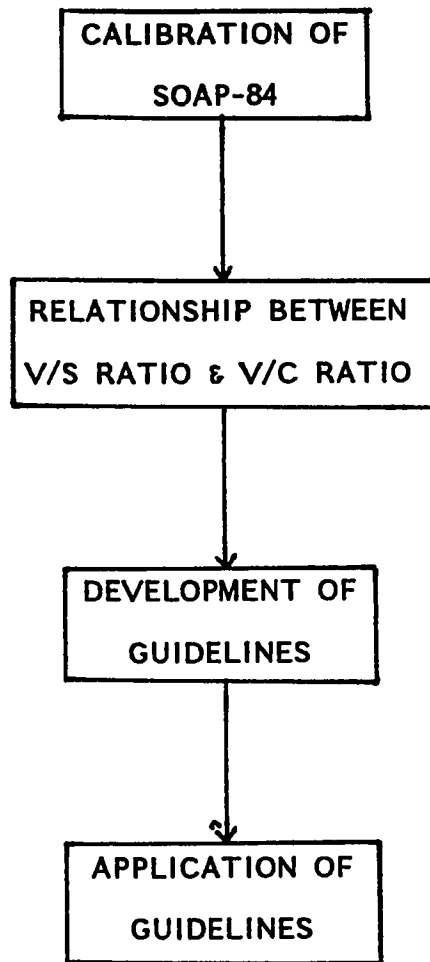 CALIBRATION OF
SOAP-84
RELATIONSHIP BETWEEN
V/S RATIO & V/C RATIO
DEVELOPMENT OF
GUIDELINES
APPLICATION OF
GUIDELINES